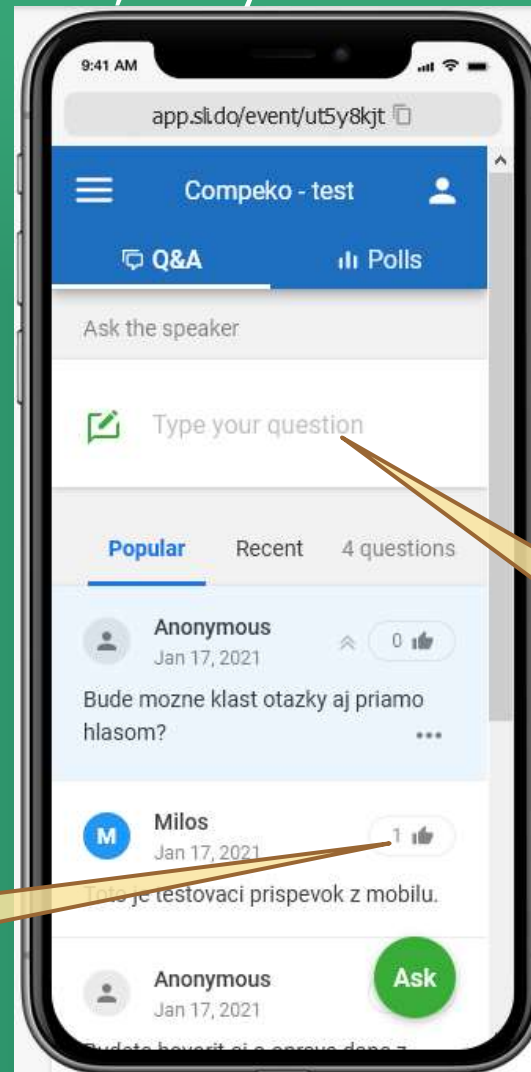 9:41 AM
app.sli.do/event/ut5y8kjt
Compeko - test
Q&A Polls
Ask the speaker
Type your question
Popular Recent 4 questions
Anonymous
Jan 17, 2021
0
Bude mozne klast otazky aj priamo
hlasom?
M Milos
Jan 17, 2021
1
Toto je testovaci prispevok z mobilu.
Anonymous
Jan 17, 2021
Ask